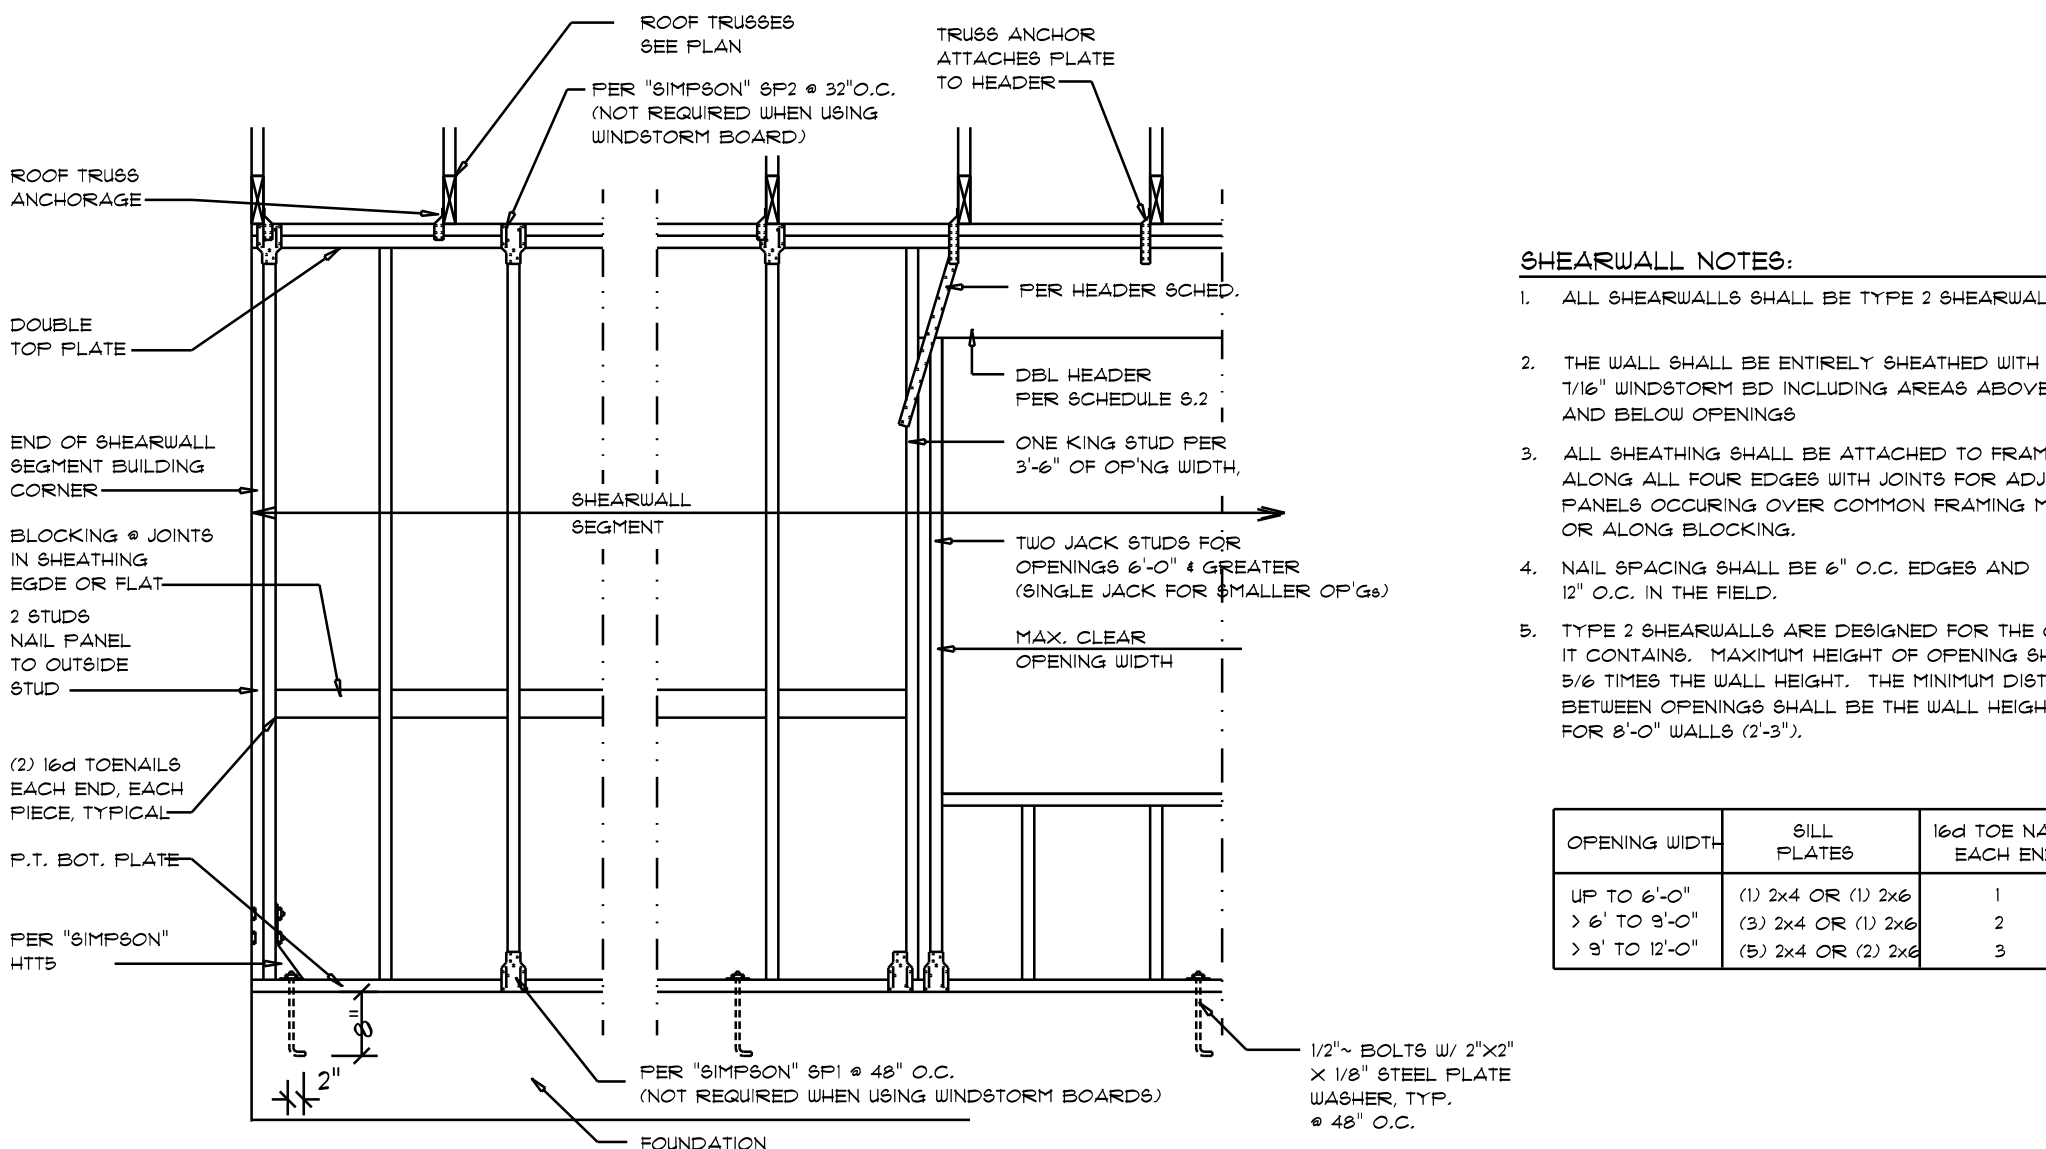 ROOF TRUSSES
SEE PLAN
TRUSS ANCHOR
ATTACHES PLATE
TO HEADER
PER "SIMPSON" SP2 @ 32"O.C.
(NOT REQUIRED WHEN USING
WINDSTORM BOARD)
ROOF TRUSS
ANCHORAGE
DOUBLE
TOP PLATE
END OF SHEARWALL
SEGMENT BUILDING
CORNER
BLOCKING @ JOINTS
IN SHEATHING
EGDE OR FLAT
2 STUDS
NAIL PANEL
TO OUTSIDE
STUD
(2) 16d TOENAILS
EACH END, EACH
PIECE, TYPICAL
P.T. BOT. PLATE
PER "SIMPSON"
HTT5
SHEARWALL
SEGMENT
PER HEADER SCHED.
DBL HEADER
PER SCHEDULE S.2
ONE KING STUD PER
3'-6" OF OP'NG WIDTH,
TWO JACK STUDS FOR
OPENINGS 6'-0" & GREATER
(SINGLE JACK FOR SMALLER OP'Gs)
MAX. CLEAR
OPENING WIDTH
8"
2"
PER "SIMPSON" SP1 @ 48" O.C.
(NOT REQUIRED WHEN USING WINDSTORM BOARDS)
FOUNDATION
1/2"~ BOLTS W/ 2"X2"
X 1/8" STEEL PLATE
WASHER, TYP.
@ 48" O.C.
SHEARWALL NOTES:
1. ALL SHEARWALLS SHALL BE TYPE 2 SHEARWAL
2. THE WALL SHALL BE ENTIRELY SHEATHED WITH
7/16" WINDSTORM BD INCLUDING AREAS ABOVE
AND BELOW OPENINGS
3. ALL SHEATHING SHALL BE ATTACHED TO FRAM
ALONG ALL FOUR EDGES WITH JOINTS FOR ADJ
PANELS OCCURING OVER COMMON FRAMING M
OR ALONG BLOCKING.
4. NAIL SPACING SHALL BE 6" O.C. EDGES AND
12" O.C. IN THE FIELD.
5. TYPE 2 SHEARWALLS ARE DESIGNED FOR THE
IT CONTAINS. MAXIMUM HEIGHT OF OPENING SH
5/6 TIMES THE WALL HEIGHT. THE MINIMUM DIST
BETWEEN OPENINGS SHALL BE THE WALL HEIGH
FOR 8'-0" WALLS (2'-3").
OPENING WIDTH SILL PLATES 16d TOE NA EACH EN
UP TO 6'-0" (1) 2x4 OR (1) 2x6 1
> 6' TO 9'-0" (3) 2x4 OR (1) 2x6 2
> 9' TO 12'-0" (5) 2x4 OR (2) 2x6 3